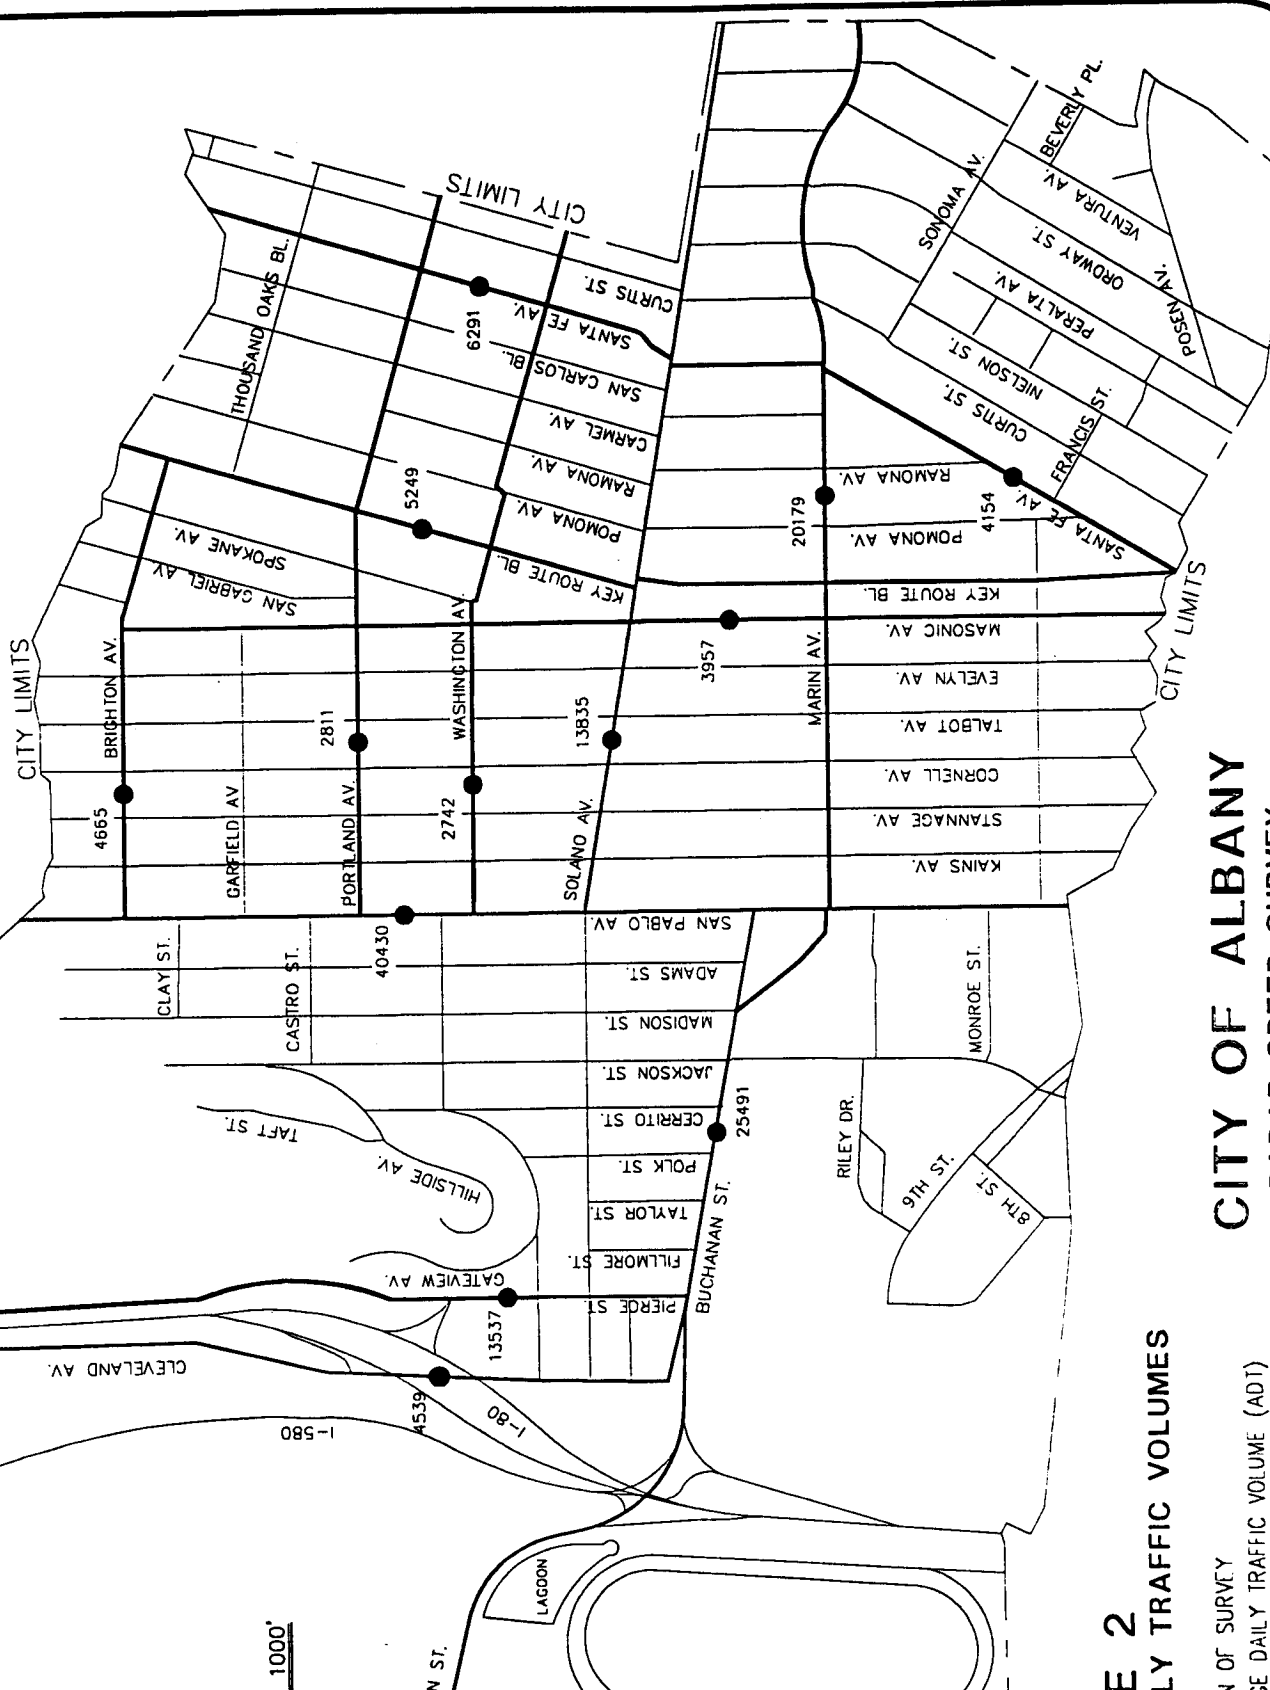 CITY LIMITS
CITY LIMITS
CITY LIMITS
THOUSAND OAKS BL.
SONOMA AV.
BEVERLY PL.
VENTURA AV.
ORDWAY ST.
PERALTA AV.
POSEN AV.
NIELSON ST.
CURTIS ST.
FRANCIS ST.
CURTIS ST.
SANTA FE AV.
6291
SAN CARLOS BL.
CARMEL AV.
RAMONA AV.
POMONA AV.
KEY ROUTE BL.
5249
SPOKANE AV.
SAN GABRIEL AV
20179
RAMONA AV.
POMONA AV.
4154
SANTA FE AV.
KEY ROUTE BL.
MASONIC AV.
EVELYN AV.
TALBOT AV.
CORNELL AV.
STANNAGE AV.
KAINS AV.
3957
MARIN AV.
BRIGHTON AV.
4665
GARFIELD AV
2811
PORTLAND AV.
WASHINGTON AV.
2742
13835
SOLANO AV.
SAN PABLO AV.
40430
CLAY ST.
CASTRO ST.
ADAMS ST.
MADISON ST.
JACKSON ST.
CERRITO ST.
POLK ST.
TAYLOR ST.
FILLMORE ST.
PIERCE ST.
25491
BUCHANAN ST.
MONROE ST.
RILEY DR.
9TH ST.
8TH ST.
TAFT ST.
HILLSIDE AV.
GATEVIEW AV.
13537
4539
CLEVELAND AV.
I-580
I-80
LAGOON
N ST.
1000'
CITY OF ALBANY
RADAR SPEED SURVEY
E 2
LY TRAFFIC VOLUMES
N OF SURVEY
GE DAILY TRAFFIC VOLUME (ADT)